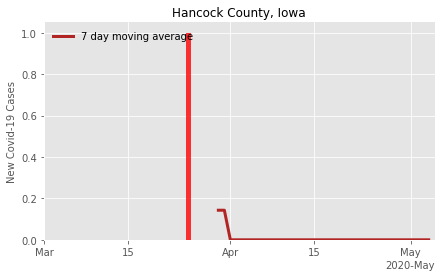 Hancock County, Iowa
7 day moving average
New Covid-19 Cases
1.0
0.8
0.6
0.4
0.2
0.0
Mar
15
Apr
15
May
2020-May